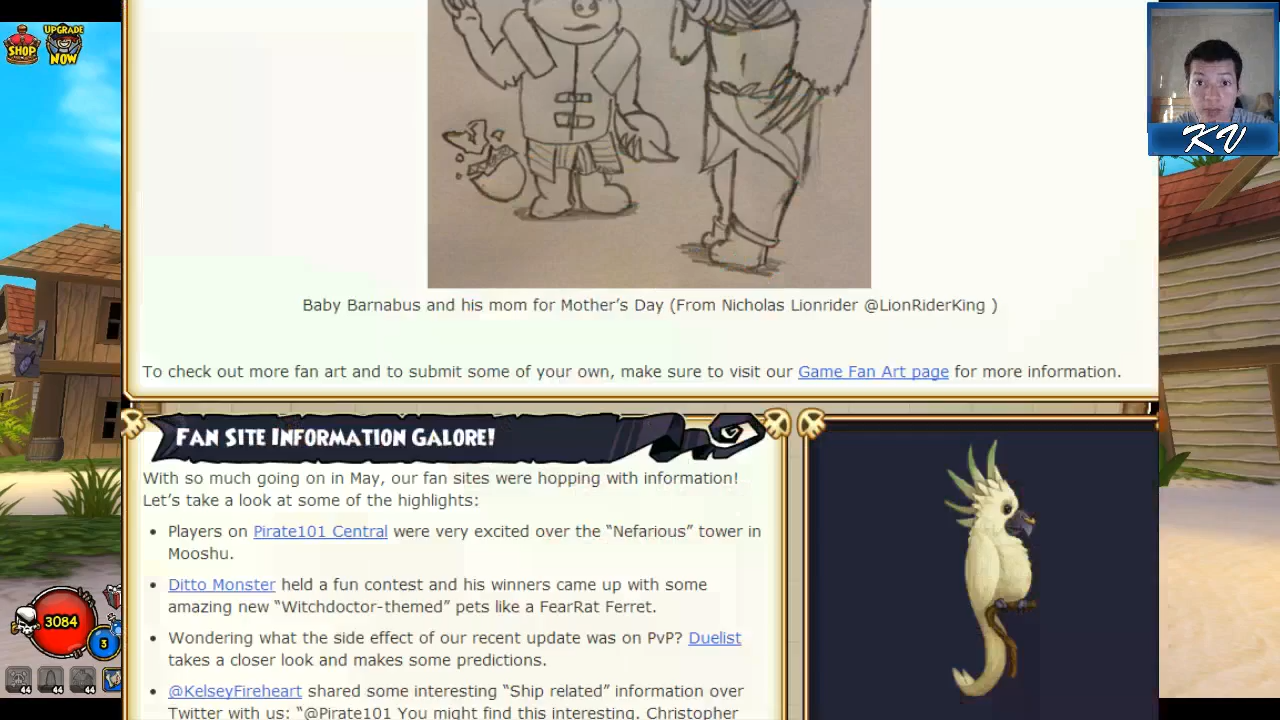 SHOP
UPGRADE
NOW
KV
Baby Barnabus and his mom for Mother's Day (From Nicholas Lionrider @LionRiderKing )
To check out more fan art and to submit some of your own, make sure to visit our Game Fan Art page for more information.
Fan Site Information Galore!
With so much going on in May, our fan sites were hopping with information!
Let's take a look at some of the highlights:
• Players on Pirate101 Central were very excited over the “Nefarious” tower in
Mooshu.
• Ditto Monster held a fun contest and his winners came up with some
amazing new “Witchdoctor-themed” pets like a FearRat Ferret.
• Wondering what the side effect of our recent update was on PvP? Duelist
takes a closer look and makes some predictions.
• @KelseyFireheart shared some interesting “Ship related” information over
Twitter with us: “@Pirate101 You might find this interesting. Christopher
3084
3
44
44
44